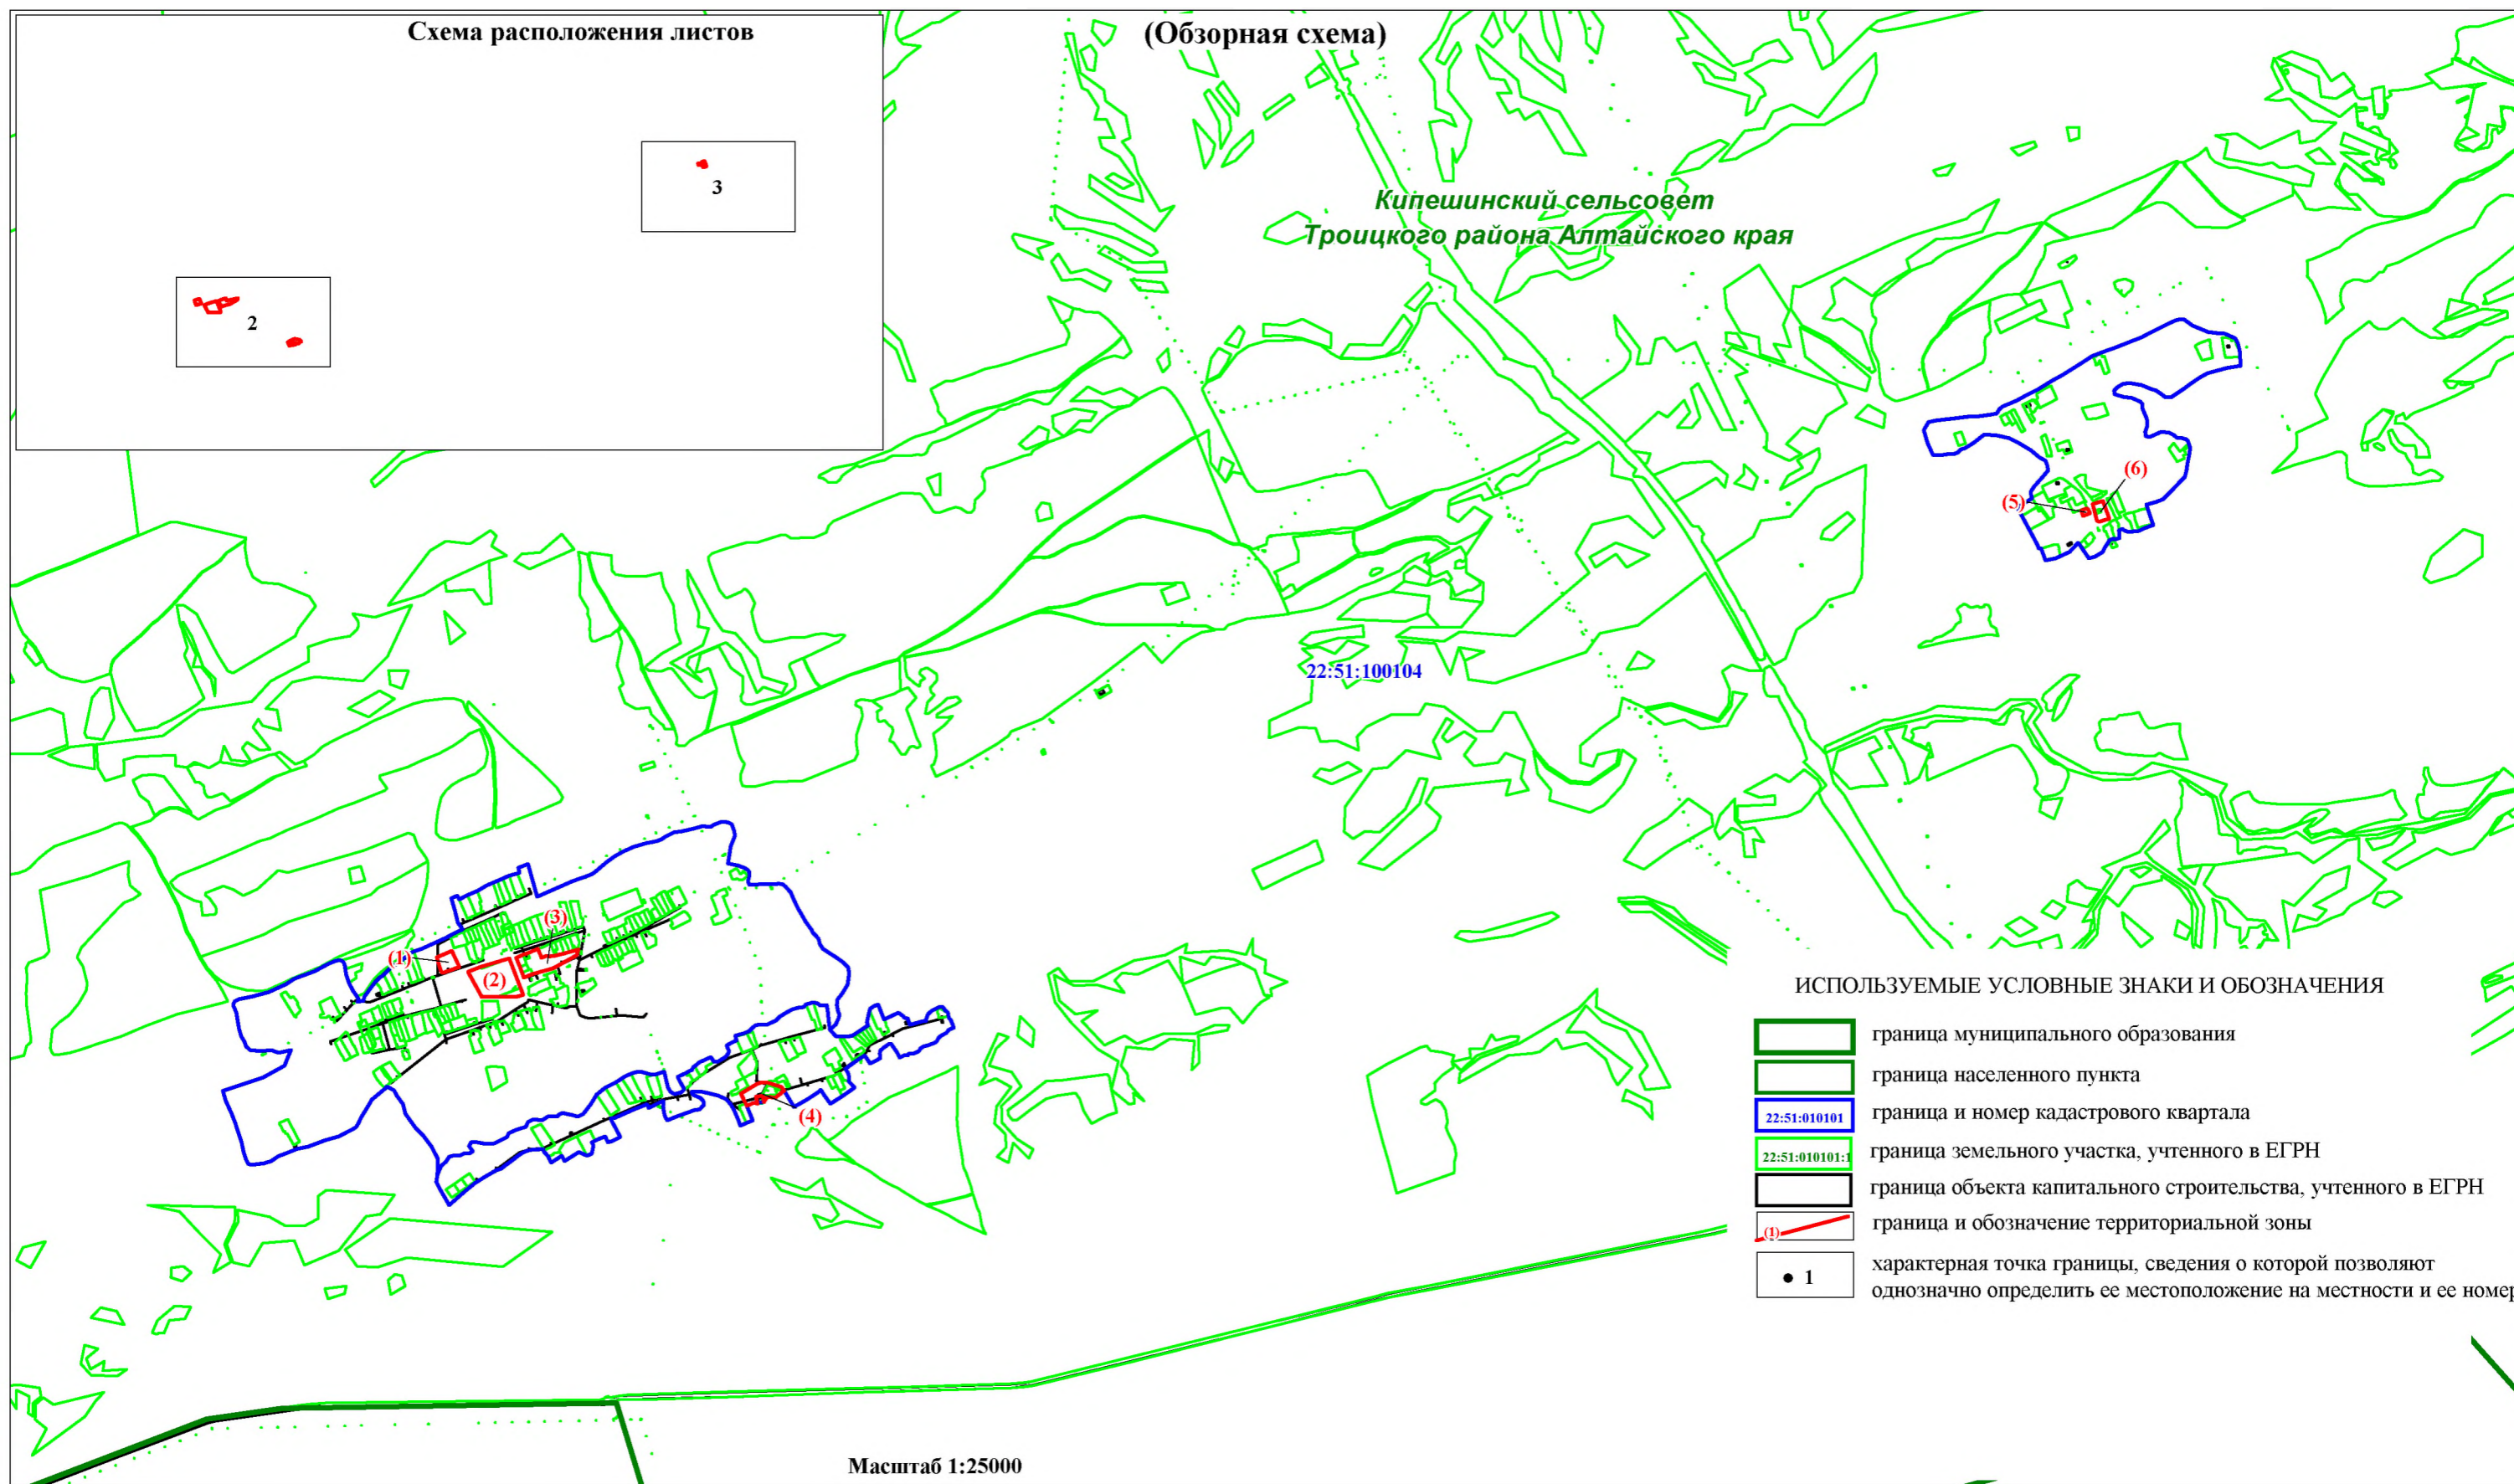 Схема расположения листов
(Обзорная схема)
3
2
Кипешинский сельсовет
Троицкого района Алтайского края
(6)
(5)
22:51:100104
(3)
(1)
(2)
(4)
ИСПОЛЬЗУЕМЫЕ УСЛОВНЫЕ ЗНАКИ И ОБОЗНАЧЕНИЯ
граница муниципального образования
граница населенного пункта
22:51:010101 граница и номер кадастрового квартала
22:51:010101:1 граница земельного участка, учтенного в ЕГРН
граница объекта капитального строительства, учтенного в ЕГРН
(1) граница и обозначение территориальной зоны
1 характерная точка границы, сведения о которой позволяют
однозначно определить ее местоположение на местности и ее номер
Масштаб 1:25000